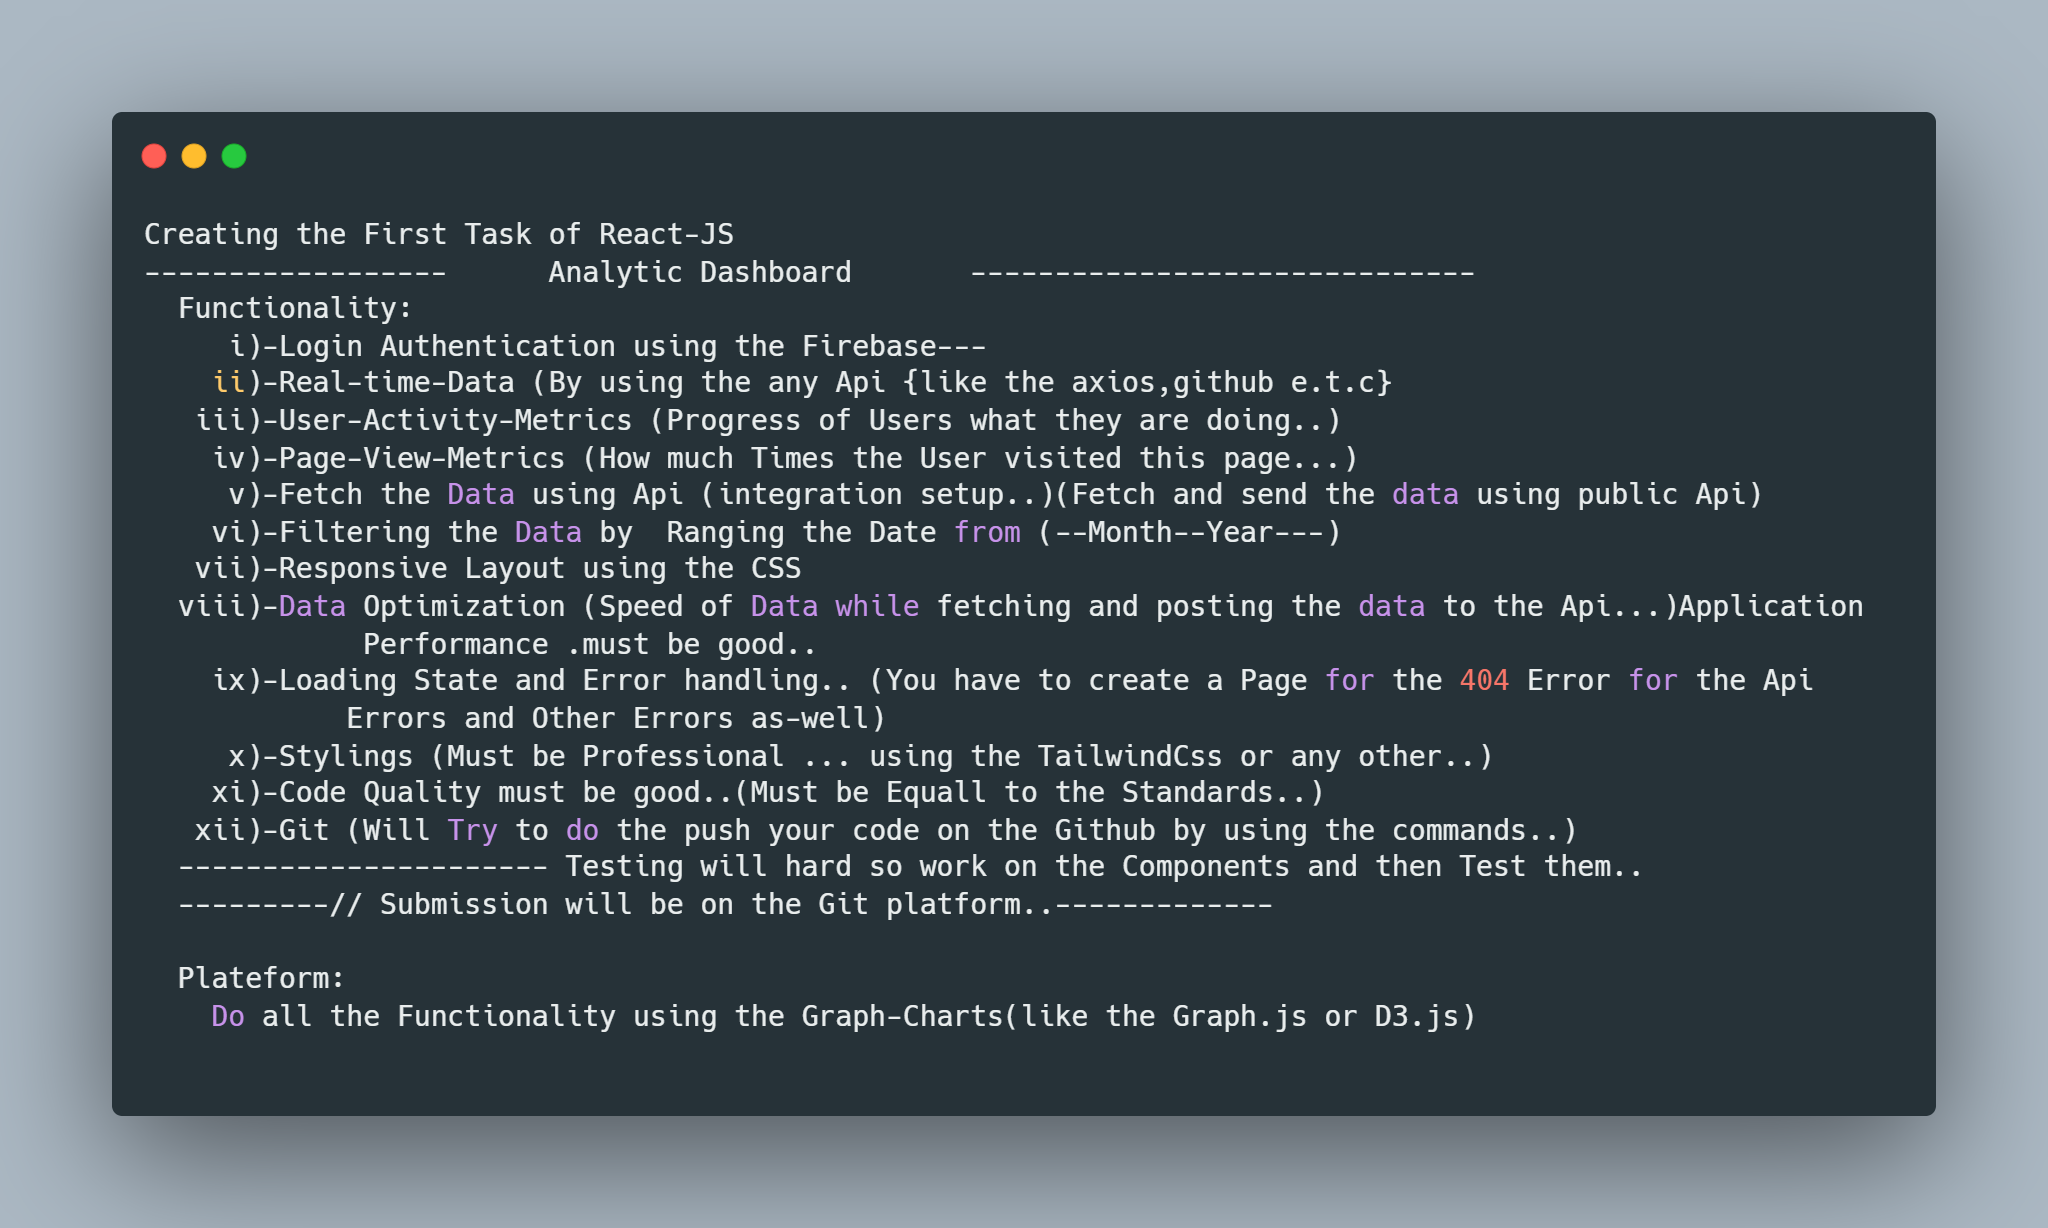 Creating the First Task of React-JS
------------------      Analytic Dashboard       ------------------------------
Functionality:
i)-Login Authentication using the Firebase---
ii)-Real-time-Data (By using the any Api {like the axios,github e.t.c}
iii)-User-Activity-Metrics (Progress of Users what they are doing..)
iv)-Page-View-Metrics (How much Times the User visited this page...)
v)-Fetch the Data using Api (integration setup..)(Fetch and send the data using public Api)
vi)-Filtering the Data by  Ranging the Date from (--Month--Year---)
vii)-Responsive Layout using the CSS
viii)-Data Optimization (Speed of Data while fetching and posting the data to the Api...)Application
Performance .must be good..
ix)-Loading State and Error handling.. (You have to create a Page for the 404 Error for the Api
Errors and Other Errors as-well)
x)-Stylings (Must be Professional ... using the TailwindCss or any other..)
xi)-Code Quality must be good..(Must be Equall to the Standards..)
xii)-Git (Will Try to do the push your code on the Github by using the commands..)
---------------------- Testing will hard so work on the Components and then Test them..
---------// Submission will be on the Git platform..-------------
Plateform:
Do all the Functionality using the Graph-Charts(like the Graph.js or D3.js)